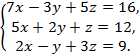 7x − 3y + 5z = 16,
5x + 2y + z = 12,
2x − y + 3z = 9.